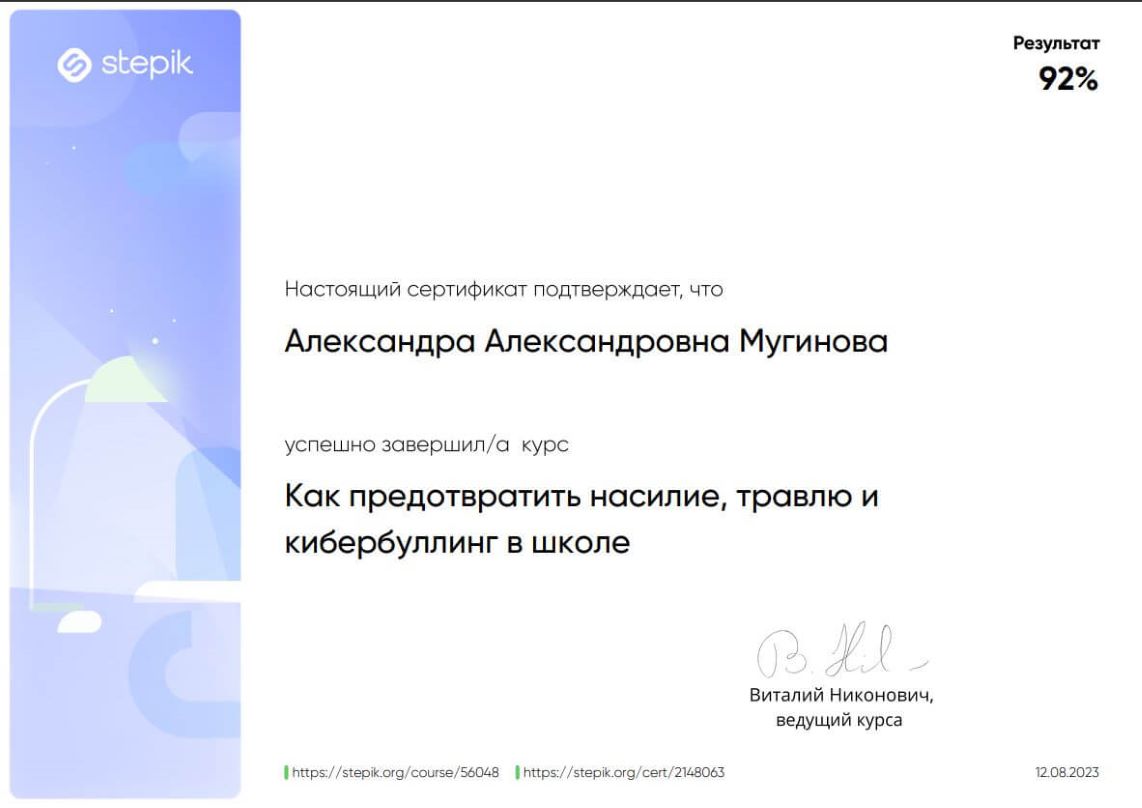 stepik
Результат
92%
Настоящий сертификат подтверждает, что
Александра Александровна Мугинова
успешно завершил/а курс
Как предотвратить насилие, травлю и
кибербуллинг в школе
Виталий Никонович,
ведущий курса
https://stepik.org/course/56048 https://stepik.org/cert/2148063
12.08.2023